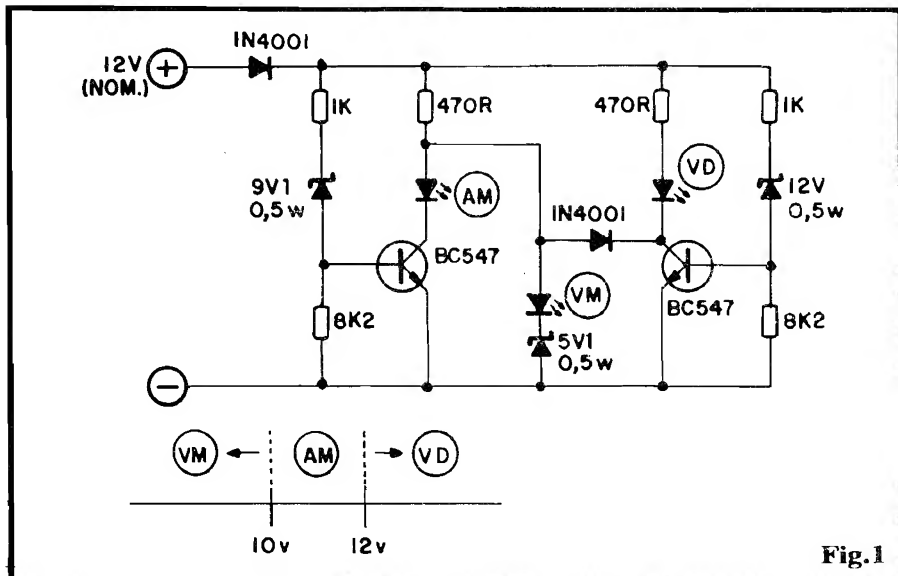 1N4001
12V
(NOM.)
1K
470R
470R
1K
9V1
0,5w
AM
VD
12V
0,5w
1N4001
BC547
BC547
VM
8K2
5V1
0,5w
8K2
VM
AM
VD
10v
12v
Fig.1